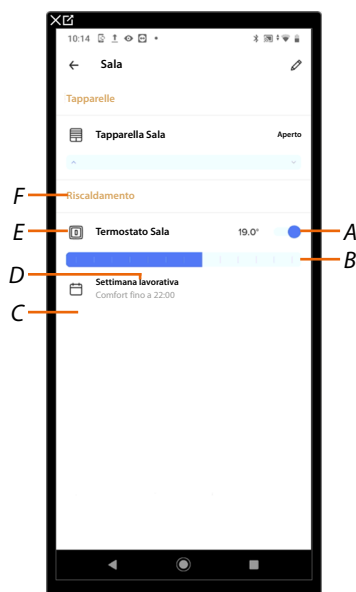 10:14
Sala
Tapparelle
Tapparella Sala Aperto
F Riscaldamento
E Termostato Sala 19.0° A
B
D Settimana lavorativa
C Comfort fino a 22:00